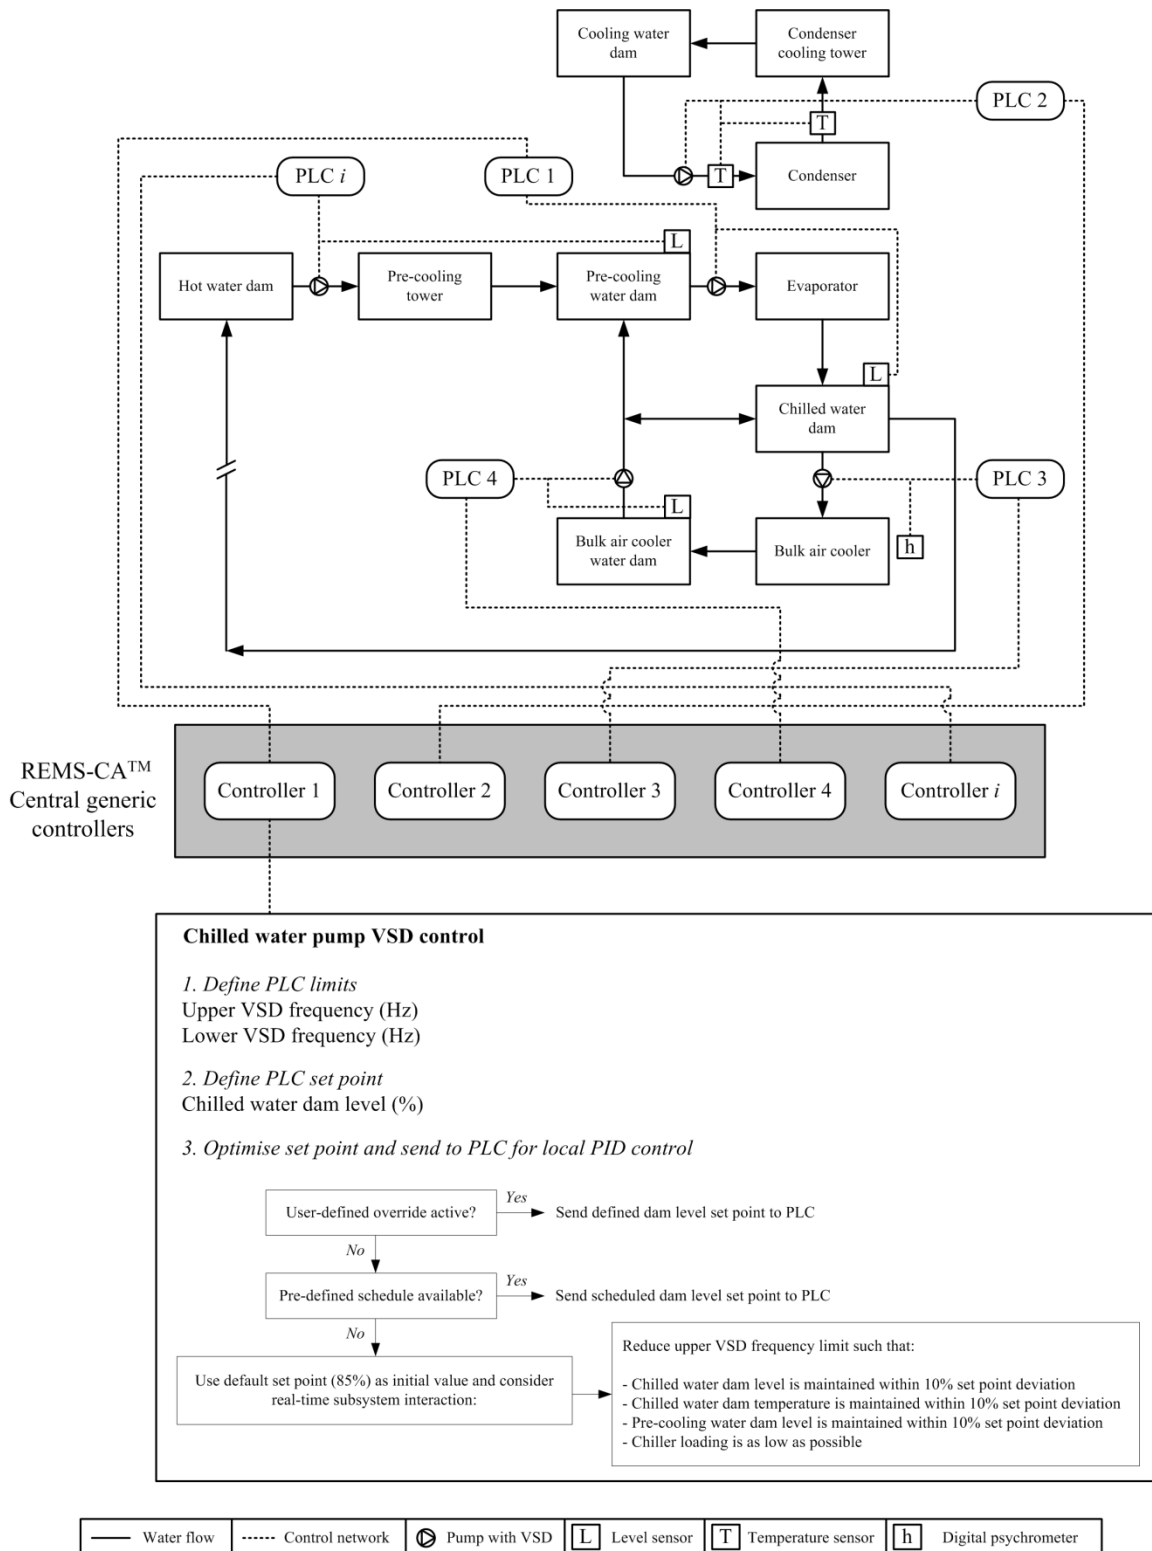 Cooling water
dam
Condenser
cooling tower
PLC 2
T
PLC i
PLC 1
T
Condenser
L
Hot water dam
Pre-cooling
tower
Pre-cooling
water dam
Evaporator
L
Chilled water
dam
PLC 4
PLC 3
L
Bulk air cooler
water dam
Bulk air cooler
h
REMS-CA™
Central generic
controllers
Controller 1
Controller 2
Controller 3
Controller 4
Controller i
Chilled water pump VSD control
1. Define PLC limits
Upper VSD frequency (Hz)
Lower VSD frequency (Hz)
2. Define PLC set point
Chilled water dam level (%)
3. Optimise set point and send to PLC for local PID control
User-defined override active?
Yes
Send defined dam level set point to PLC
No
Pre-defined schedule available?
Yes
Send scheduled dam level set point to PLC
No
Use default set point (85%) as initial value and consider
real-time subsystem interaction:
Reduce upper VSD frequency limit such that:
- Chilled water dam level is maintained within 10% set point deviation
- Chilled water dam temperature is maintained within 10% set point deviation
- Pre-cooling water dam level is maintained within 10% set point deviation
- Chiller loading is as low as possible
Water flow
Control network
Pump with VSD
L
Level sensor
T
Temperature sensor
h
Digital psychrometer